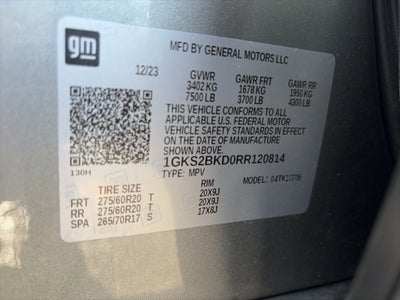 gm
MFD BY GENERAL MOTORS LLC
12/23 GVWR GAWR FRT GAWR RR
3402 KG 1678 KG 1950 KG
7500 LB 3700 LB 4300 LB
THIS VEHICLE CONFORMS TO ALL
APPLICABLE U.S. FEDERAL MOTOR
VEHICLE SAFETY STANDARDS IN EFFECT
ON THE DATE OF MANUFACTURE
SHOWN ABOVE
1GKS2BKD0RR120814
130H TYPE: MPV MODEL:
TIRE SIZE RIM
FRT 275/60R20 T 20X9J
RR 275/60R20 T 20X9J
SPA 265/70R17 S 17X8J